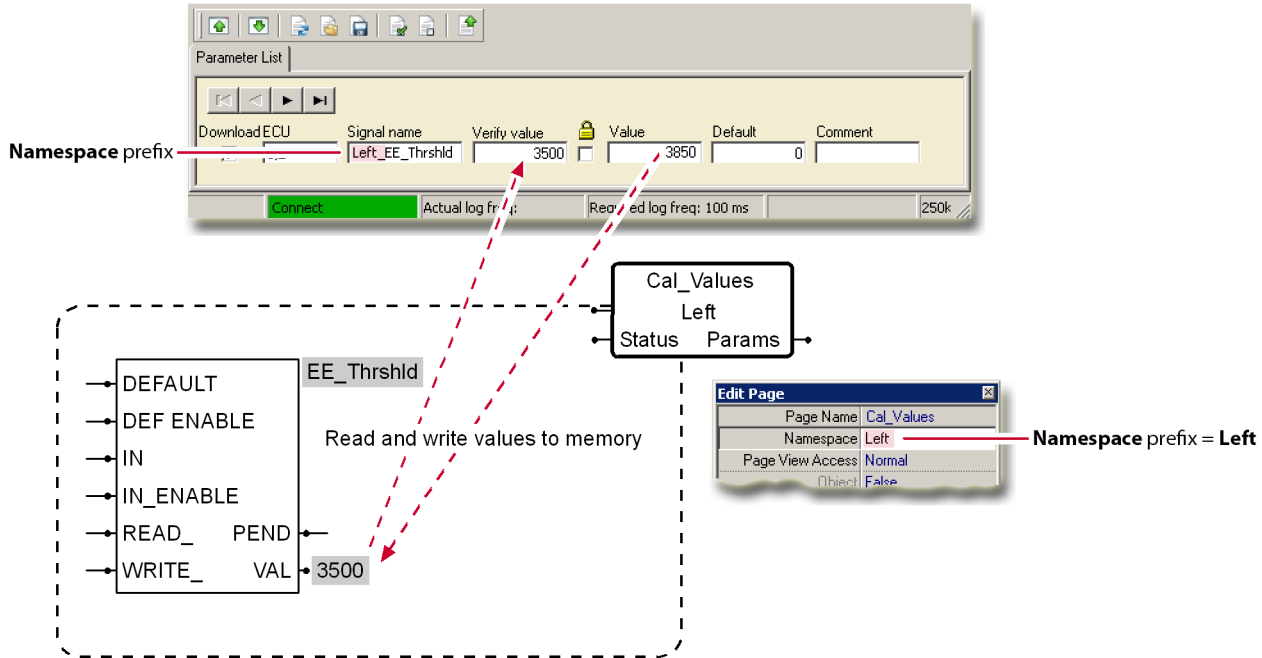 Parameter List
Download ECU Signal name Verify value Value Default Comment
Namespace prefix
Left_EE_Thrshld 3500 3850 0
Connect Actual log freq: Required log freq: 100 ms 250k
Cal_Values
Left
Status Params
EE_Thrshld
DEFAULT
DEF ENABLE
IN
IN_ENABLE
READ_ PEND
WRITE_ VAL 3500
Read and write values to memory
Edit Page
Page Name Cal_Values
Namespace Left
Page View Access Normal
Object False
Namespace prefix = Left